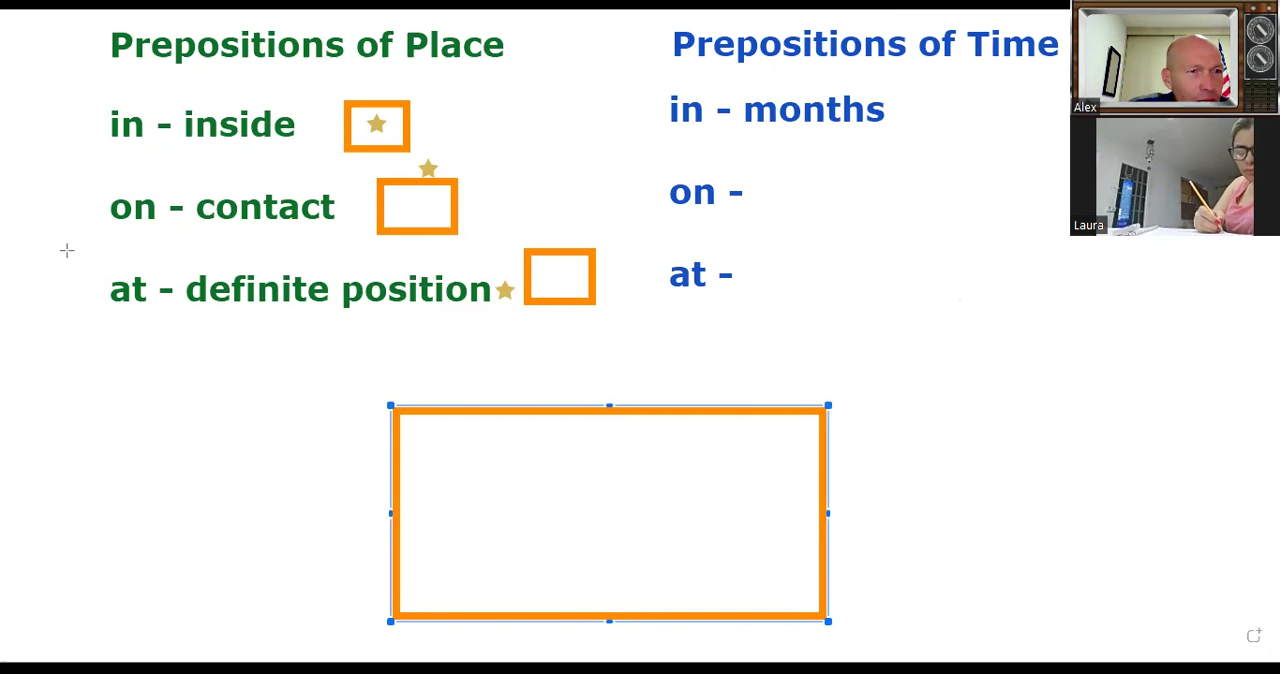 Prepositions of Place
in - inside
on - contact
at - definite position
Prepositions of Time
in - months
on -
at -
Alex
Laura